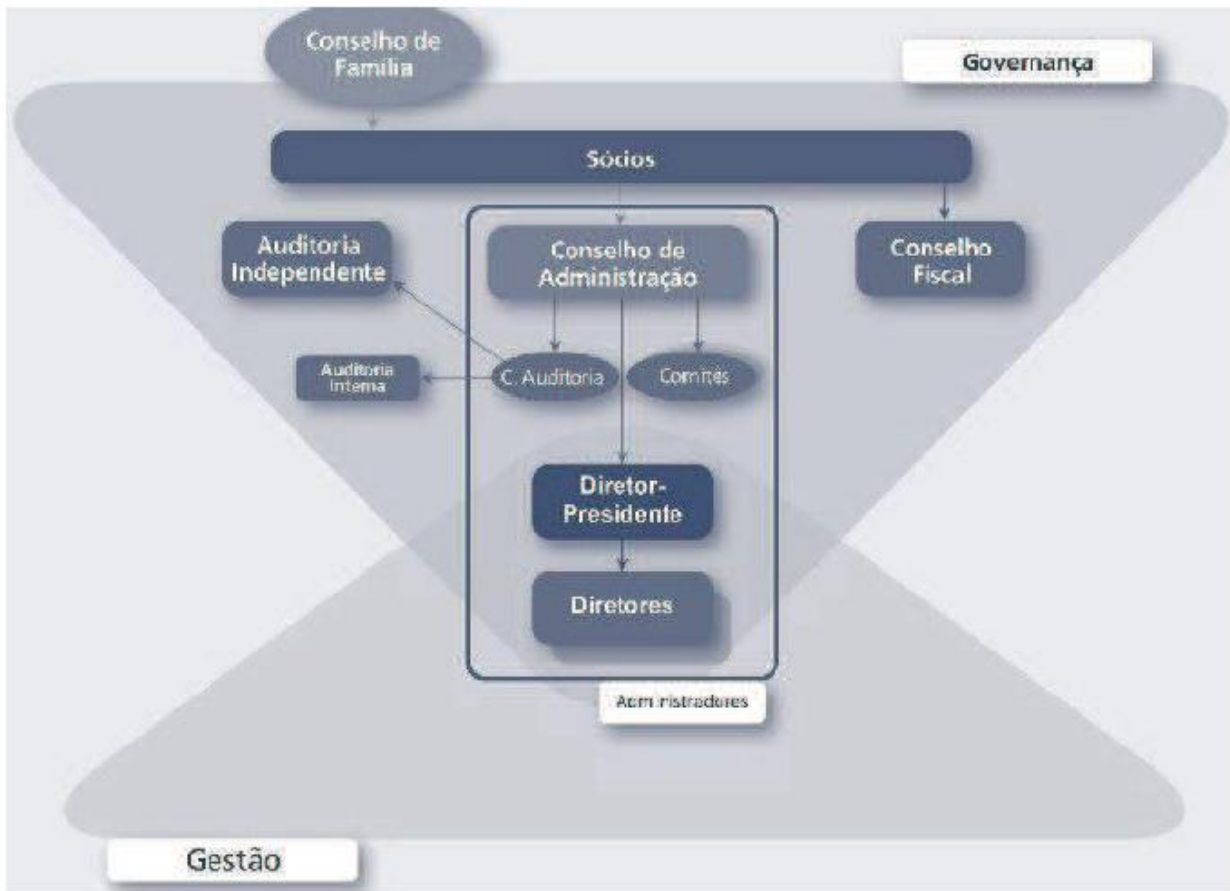 Conselho de
Família
Governança
Sócios
Auditoria
Independente
Conselho de
Administração
Conselho
Fiscal
Auditoria
Interna
C. Auditoria
Comitês
Diretor-
Presidente
Diretores
Administradores
Gestão